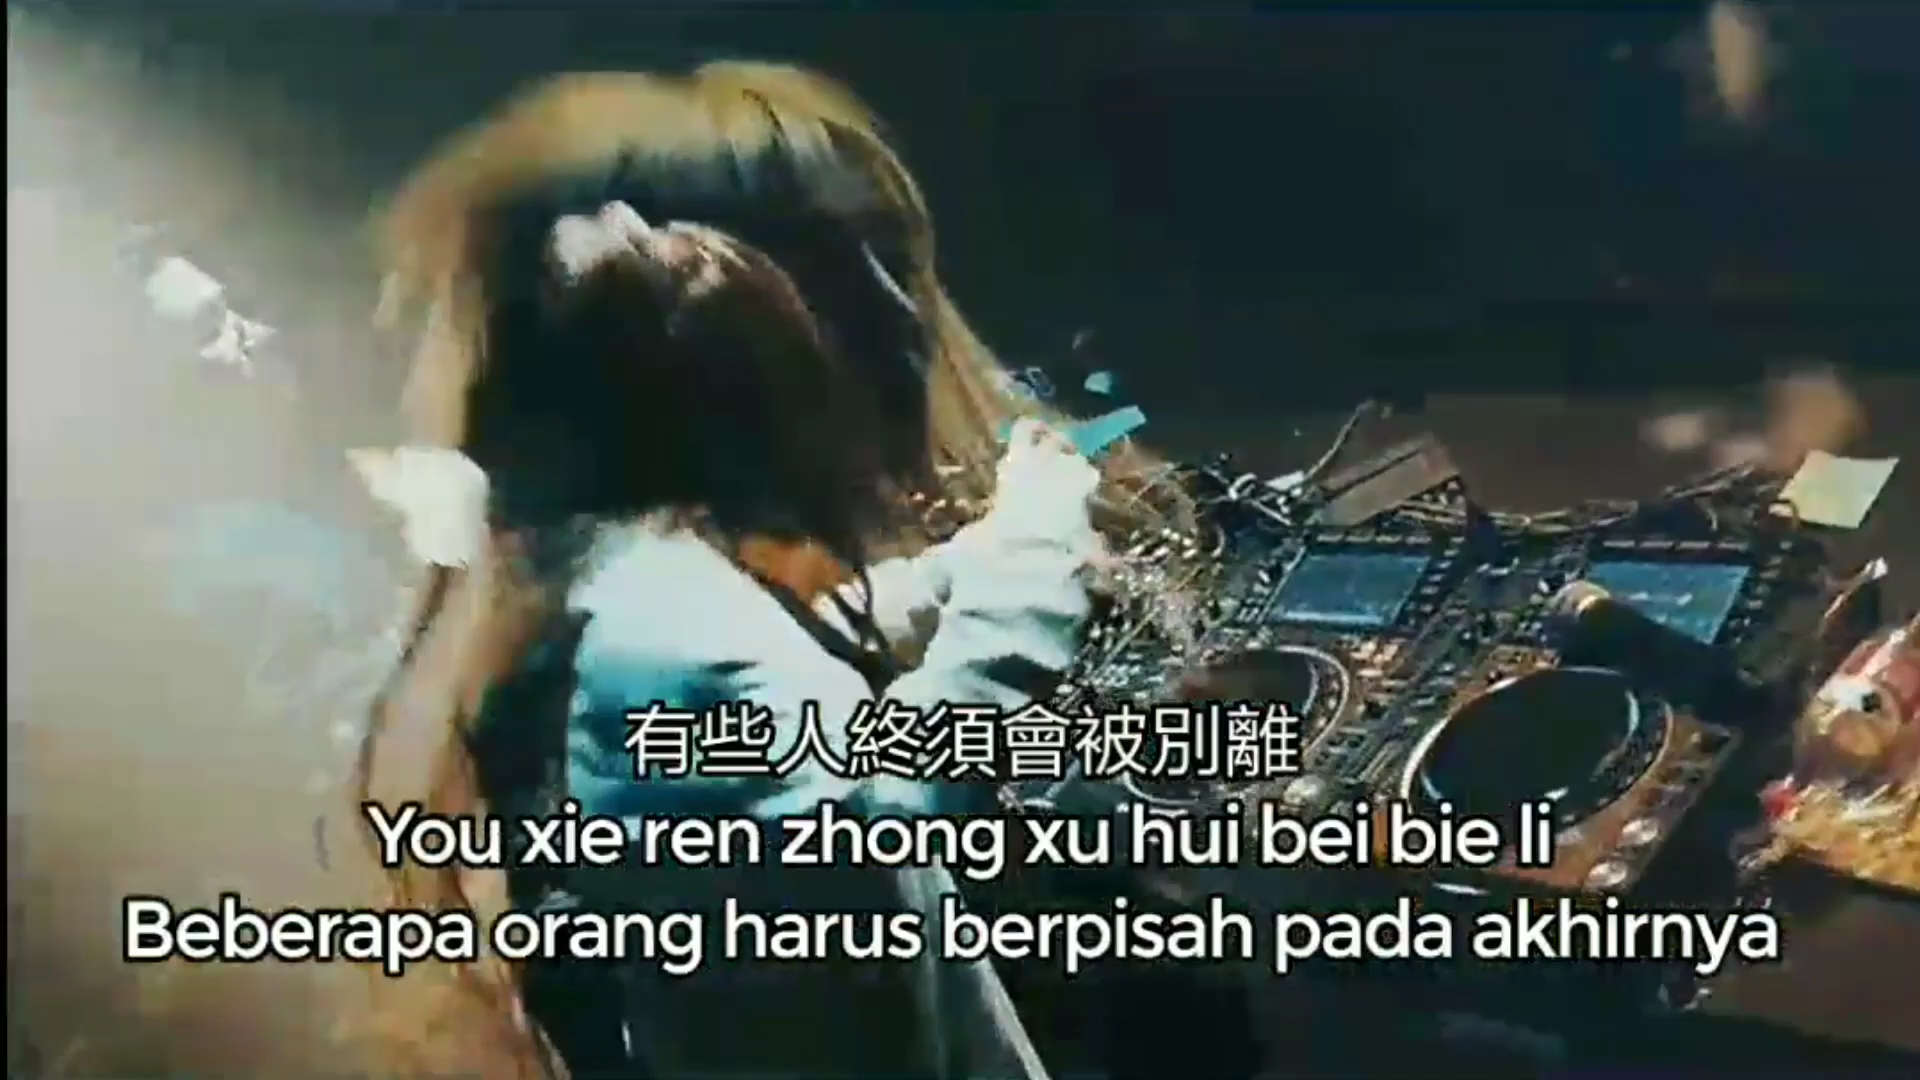 有些人終須會被別離
You xie ren zhong xu hui bei bie li
Beberapa orang harus berpisah pada akhirnya